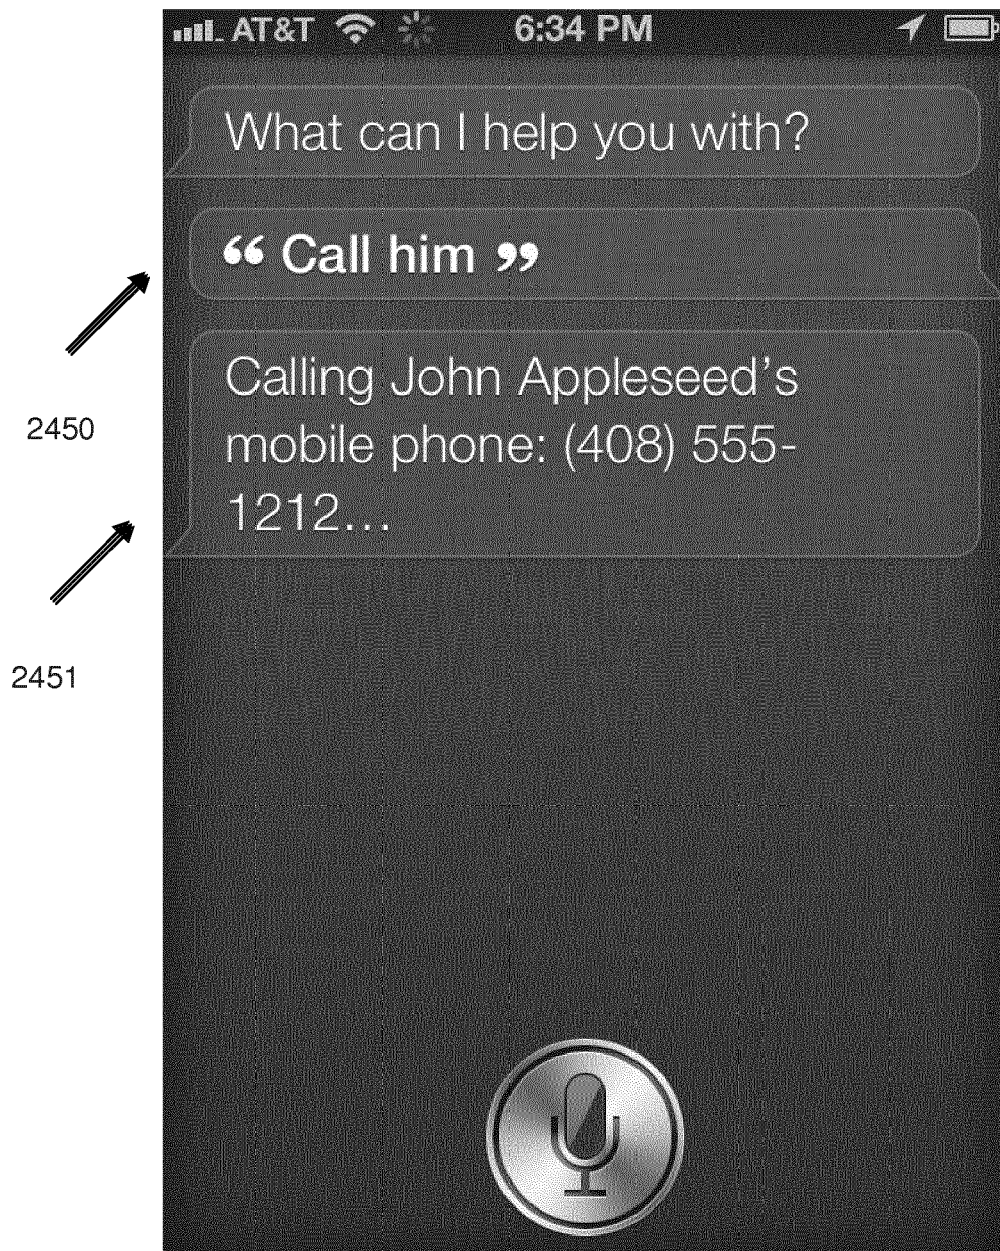 AT&T 6:34 PM
What can I help you with?
“ Call him ”
2450
Calling John Appleseed’s
mobile phone: (408) 555-
1212...
2451